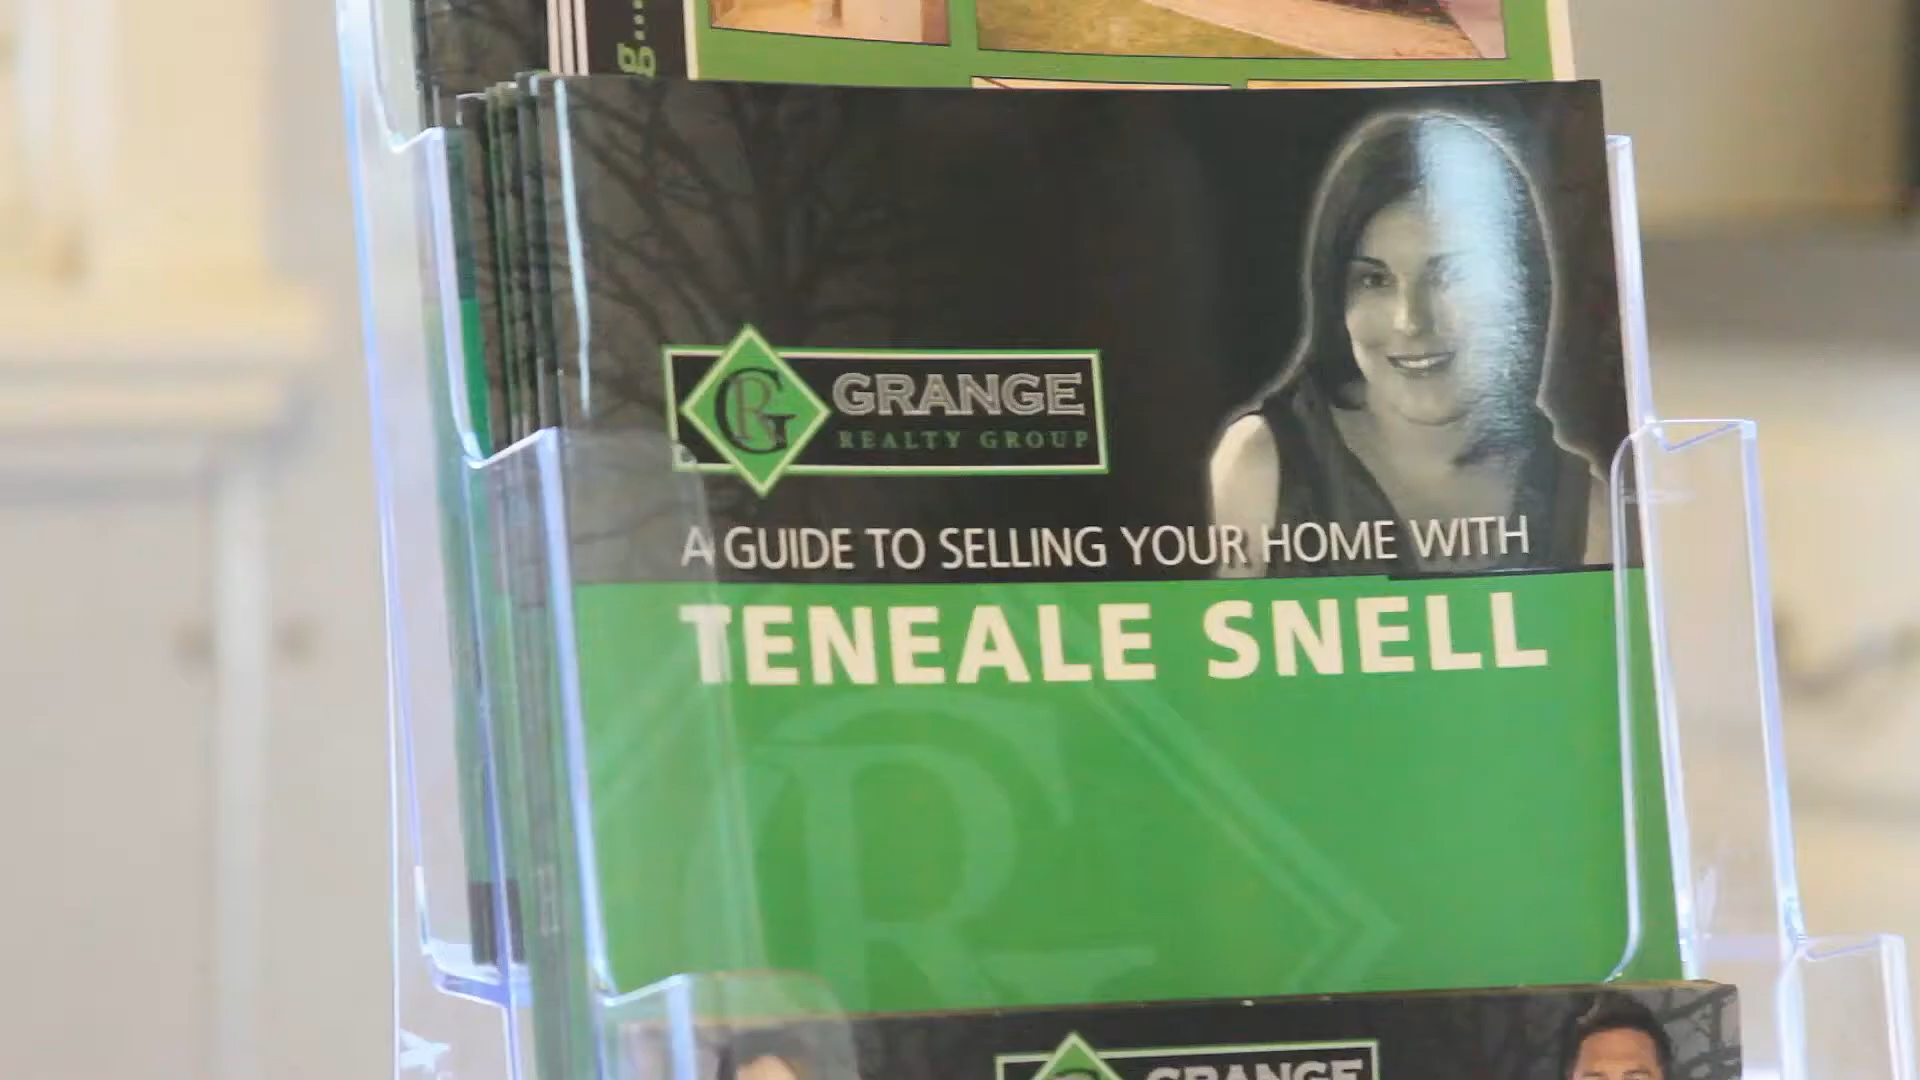 GRANGE
REALTY GROUP
A GUIDE TO SELLING YOUR HOME WITH
TENEALE SNELL
GRANGE